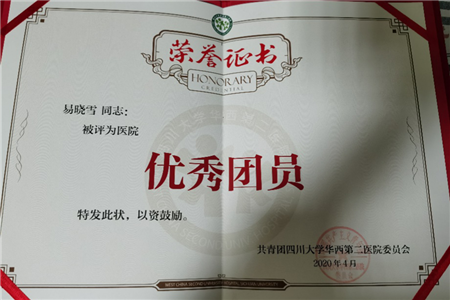 荣誉证书
HONORARY
CREDENTIALS
易晓雪 同志：
被评为医院
优秀团员
特发此状，以资鼓励。
共青团四川大学华西第二医院委员会
2020年4月